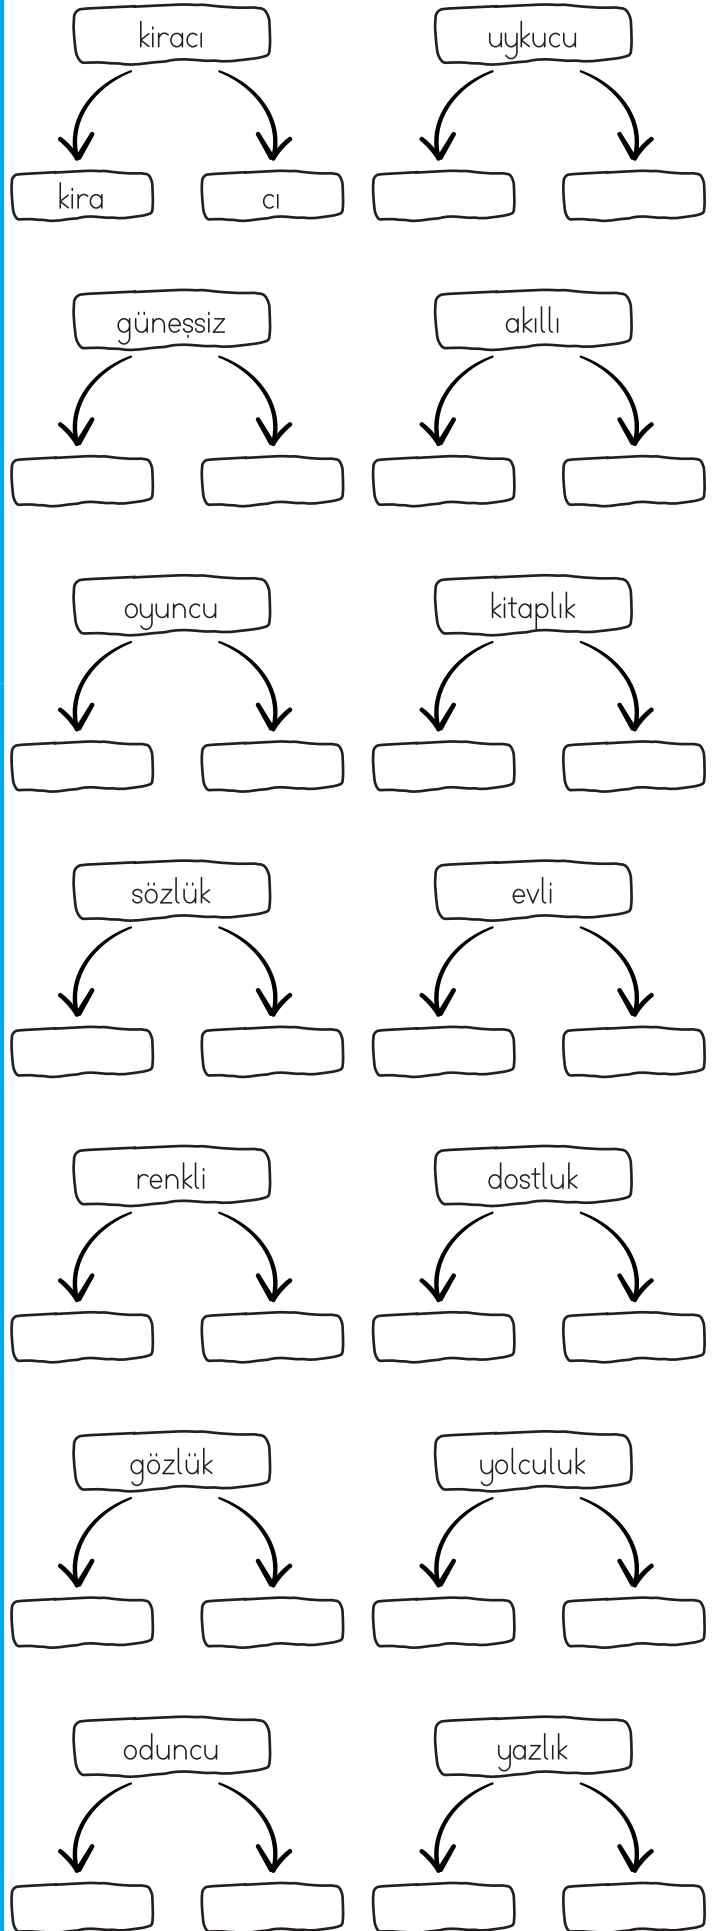 kiracı uykucu
kira cı
güneşsiz akıllı
oyuncu kitaplık
sözlük evli
renkli dostluk
gözlük yolculuk
oduncu yazlık